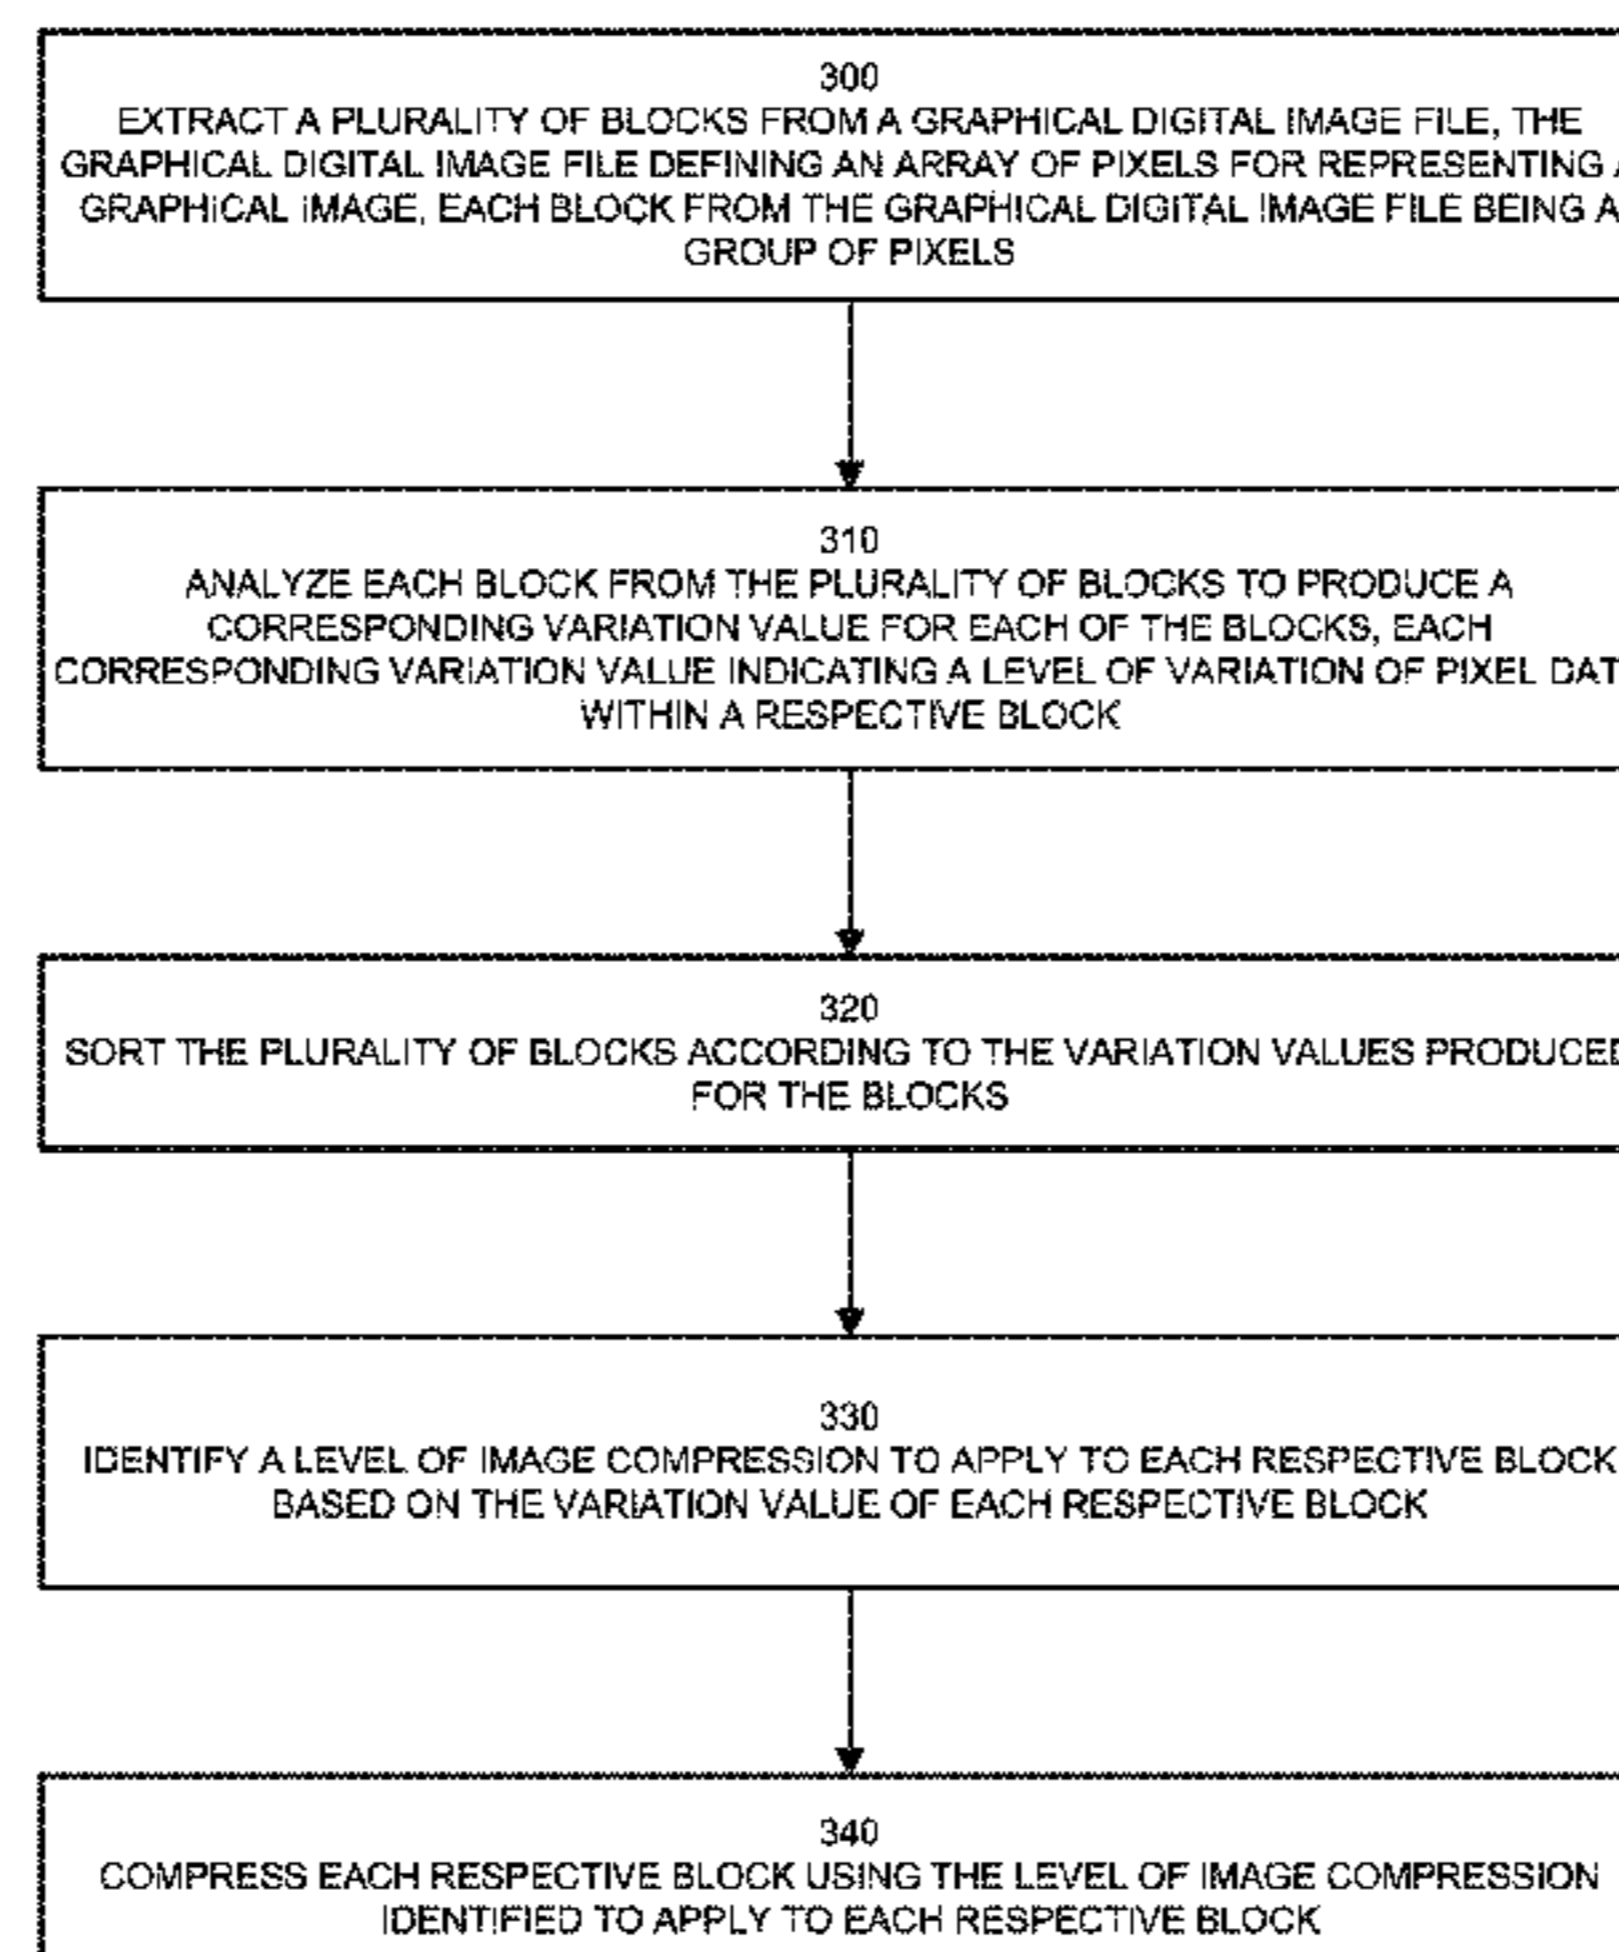 300
EXTRACT A PLURALITY OF BLOCKS FROM A GRAPHICAL DIGITAL IMAGE FILE, THE
GRAPHICAL DIGITAL IMAGE FILE DEFINING AN ARRAY OF PIXELS FOR REPRESENTING A
GRAPHICAL IMAGE, EACH BLOCK FROM THE GRAPHICAL DIGITAL IMAGE FILE BEING A
GROUP OF PIXELS
310
ANALYZE EACH BLOCK FROM THE PLURALITY OF BLOCKS TO PRODUCE A
CORRESPONDING VARIATION VALUE FOR EACH OF THE BLOCKS, EACH
CORRESPONDING VARIATION VALUE INDICATING A LEVEL OF VARIATION OF PIXEL DAT
WITHIN A RESPECTIVE BLOCK
320
SORT THE PLURALITY OF BLOCKS ACCORDING TO THE VARIATION VALUES PRODUCED
FOR THE BLOCKS
330
IDENTIFY A LEVEL OF IMAGE COMPRESSION TO APPLY TO EACH RESPECTIVE BLOCK
BASED ON THE VARIATION VALUE OF EACH RESPECTIVE BLOCK
340
COMPRESS EACH RESPECTIVE BLOCK USING THE LEVEL OF IMAGE COMPRESSION
IDENTIFIED TO APPLY TO EACH RESPECTIVE BLOCK